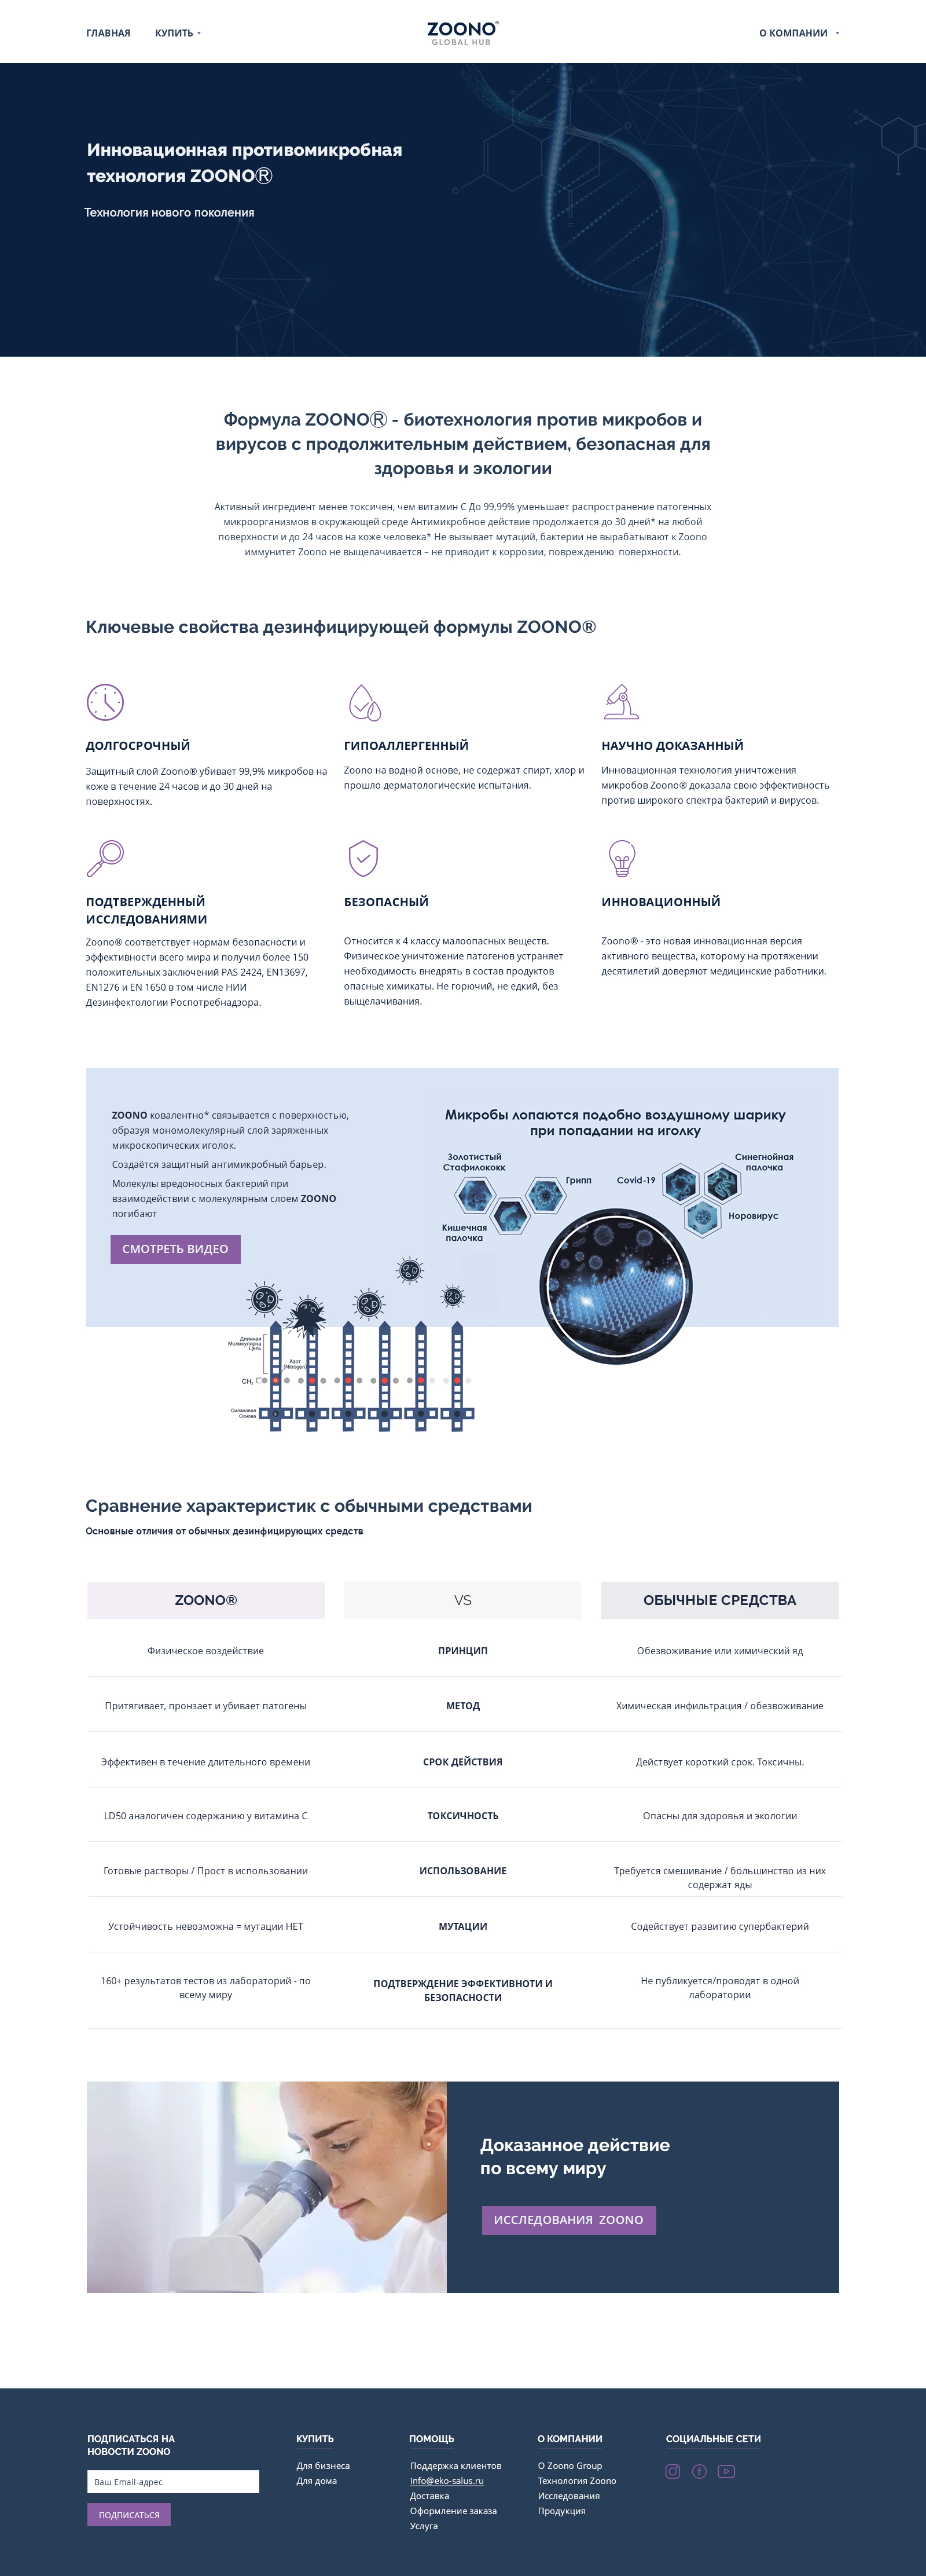 ГЛАВНАЯ
КУПИТЬ
ZOONO®
GLOBAL HUB
О КОМПАНИИ
Инновационная противомикробная
технология ZOONOⓇ
Технология нового поколения
Формула ZOONOⓇ - биотехнология против микробов и
вирусов с продолжительным действием, безопасная для
здоровья и экологии
Активный ингредиент менее токсичен, чем витамин С До 99,99% уменьшает распространение патогенных
микроорганизмов в окружающей среде Антимикробное действие продолжается до 30 дней* на любой
поверхности и до 24 часов на коже человека* Не вызывает мутаций, бактерии не вырабатывают к Zoono
иммунитет Zoono не выщелачивается – не приводит к коррозии, повреждению поверхности.
Ключевые свойства дезинфицирующей формулы ZOONO®
ДОЛГОСРОЧНЫЙ
Защитный слой Zoono® убивает 99,9% микробов на
коже в течение 24 часов и до 30 дней на
поверхностях.
ГИПОАЛЛЕРГЕННЫЙ
Zoono на водной основе, не содержат спирт, хлор и
прошло дерматологические испытания.
НАУЧНО ДОКАЗАННЫЙ
Инновационная технология уничтожения
микробов Zoono® доказала свою эффективность
против широкого спектра бактерий и вирусов.
ПОДТВЕРЖДЕННЫЙ
ИССЛЕДОВАНИЯМИ
Zoono® соответствует нормам безопасности и
эффективности всего мира и получил более 150
положительных заключений PAS 2424, EN13697,
EN1276 и EN 1650 в том числе НИИ
Дезинфектологии Роспотребнадзора.
БЕЗОПАСНЫЙ
Относится к 4 классу малоопасных веществ.
Физическое уничтожение патогенов устраняет
необходимость внедрять в состав продуктов
опасные химикаты. Не горючий, не едкий, без
выщелачивания.
ИННОВАЦИОННЫЙ
Zoono® - это новая инновационная версия
активного вещества, которому на протяжении
десятилетий доверяют медицинские работники.
ZOONO ковалентно* связывается с поверхностью,
образуя мономолекулярный слой заряженных
микроскопических иголок.
Создаётся защитный антимикробный барьер.
Молекулы вредоносных бактерий при
взаимодействии с молекулярным слоем ZOONO
погибают
СМОТРЕТЬ ВИДЕО
Микробы лопаются подобно воздушному шарику
при попадании на иголку
Золотистый
Стафилококк
Грипп
Кишечная
палочка
Covid-19
Синегнойная
палочка
Норовирус
Длинная
Молекулярна
Цепь
Азот
(Nitrogen)
CH3
Силановая
Основа
Сравнение характеристик с обычными средствами
Основные отличия от обычных дезинфицирующих средств
ZOONO®
VS
ОБЫЧНЫЕ СРЕДСТВА
Физическое воздействие
ПРИНЦИП
Обезвоживание или химический яд
Притягивает, пронзает и убивает патогены
МЕТОД
Химическая инфильтрация / обезвоживание
Эффективен в течение длительного времени
СРОК ДЕЙСТВИЯ
Действует короткий срок. Токсичны.
LD50 аналогичен содержанию у витамина С
ТОКСИЧНОСТЬ
Опасны для здоровья и экологии
Готовые растворы / Прост в использовании
ИСПОЛЬЗОВАНИЕ
Требуется смешивание / большинство из них
содержат яды
Устойчивость невозможна = мутации НЕТ
МУТАЦИИ
Содействует развитию супербактерий
160+ результатов тестов из лабораторий - по
всему миру
ПОДТВЕРЖДЕНИЕ ЭФФЕКТИВНОТИ И
БЕЗОПАСНОСТИ
Не публикуется/проводят в одной
лаборатории
Доказанное действие
по всему миру
ИССЛЕДОВАНИЯ ZOONO
ПОДПИСАТЬСЯ НА
НОВОСТИ ZOONO
Ваш Email-адрес
ПОДПИСАТЬСЯ
КУПИТЬ
Для бизнеса
Для дома
ПОМОЩЬ
Поддержка клиентов
info@eko-salus.ru
Доставка
Оформление заказа
Услуга
О КОМПАНИИ
О Zoono Group
Технология Zoono
Исследования
Продукция
СОЦИАЛЬНЫЕ СЕТИ